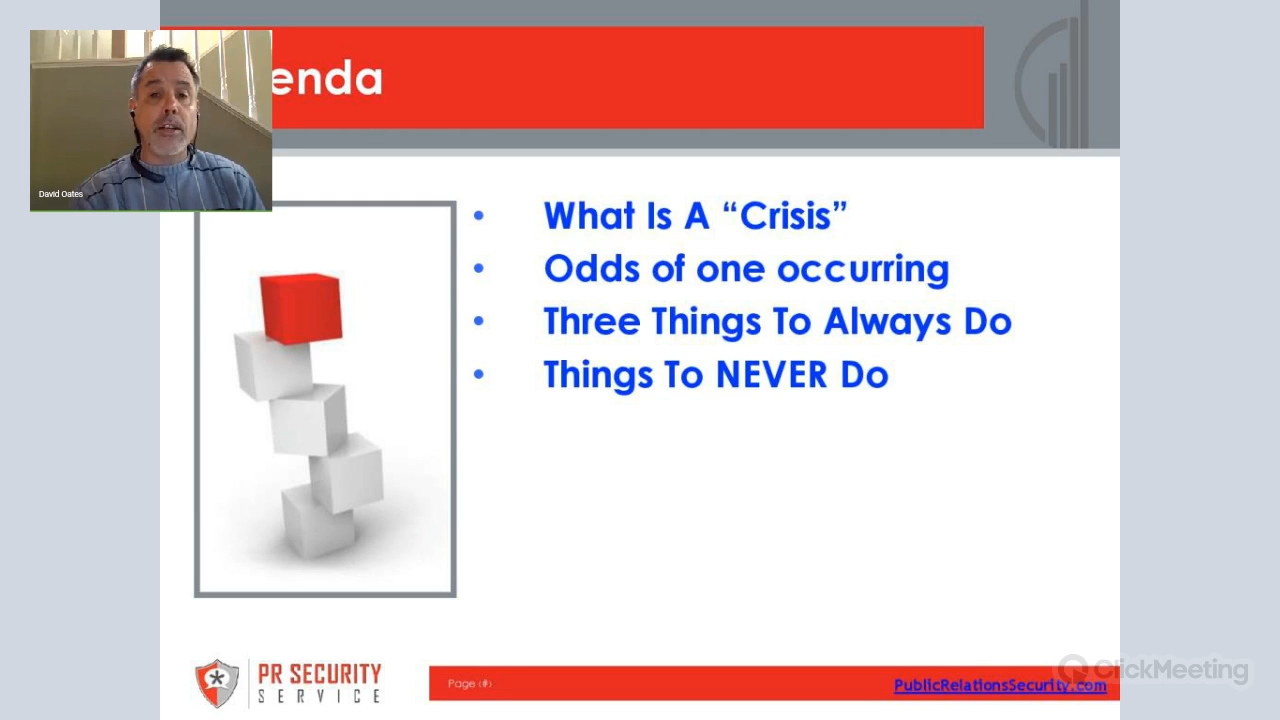 enda
David Oates
• What Is A “Crisis”
• Odds of one occurring
• Three Things To Always Do
• Things To NEVER Do
PR SECURITY
SERVICE
Page (#)
PublicRelationsSecurity.com
ClickMeeting